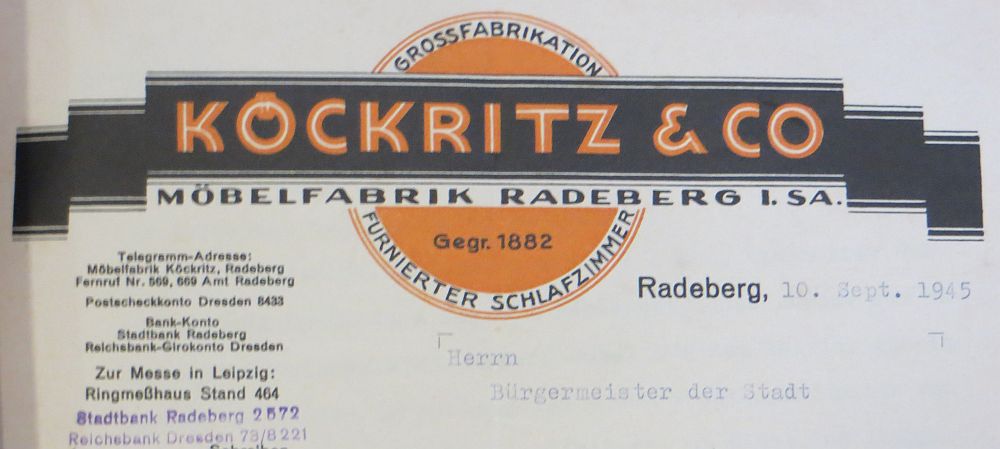 GROSSFABRIKATION
KÖCKRITZ & CO
MÖBELFABRIK RADEBERG I. SA.
Gegr. 1882
FURNIERTER SCHLAFZIMMER
Telegramm-Adresse:
Möbelfabrik Köckritz, Radeberg
Fernruf Nr. 569, 669 Amt Radeberg
Postscheckkonto Dresden 8433
Bank-Konto
Stadtbank Radeberg
Reichsbank-Girokonto Dresden
Zur Messe in Leipzig:
Ringmeßhaus Stand 464
Stadtbank Radeberg 2572
Reichsbank Dresden 73/8221
Radeberg, 10. Sept. 1945
Herrn
Bürgermeister der Stadt